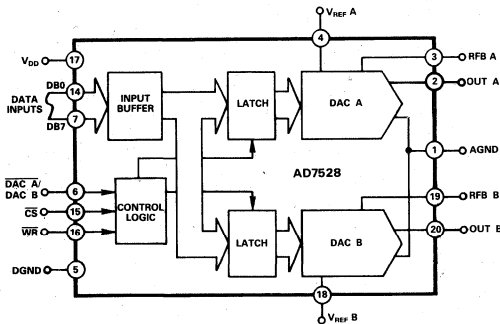 VREF A
4
VDD
17
3
RFB A
DB0
14
2
OUT A
DATA
INPUTS
INPUT
BUFFER
LATCH
DAC A
DB7
7
1
AGND
AD7528
DAC A/
DAC B
6
CS
15
WR
16
CONTROL
LOGIC
19
RFB B
LATCH
DAC B
20
OUT B
DGND
5
18
VREF B